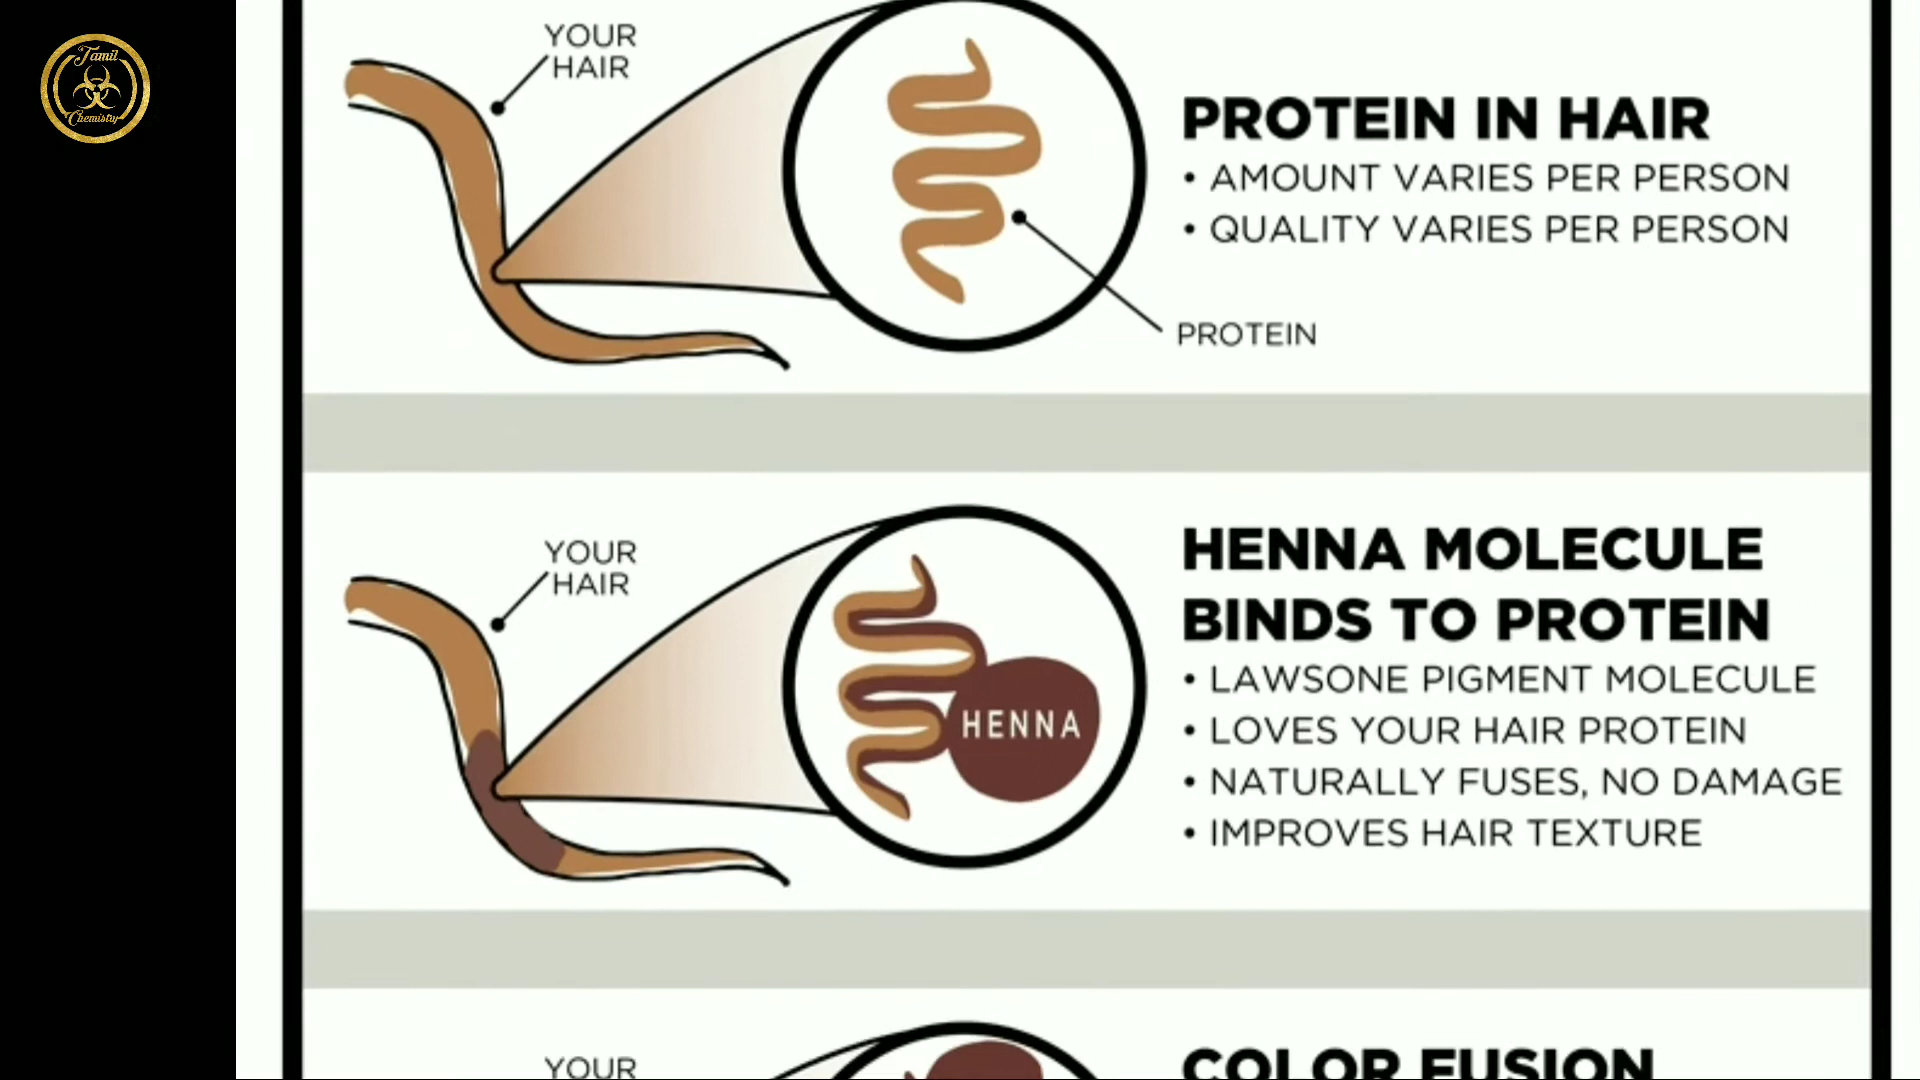 Tamil
Chemistry
YOUR
HAIR
PROTEIN IN HAIR
• AMOUNT VARIES PER PERSON
• QUALITY VARIES PER PERSON
PROTEIN
YOUR
HAIR
HENNA
HENNA MOLECULE
BINDS TO PROTEIN
• LAWSONE PIGMENT MOLECULE
• LOVES YOUR HAIR PROTEIN
• NATURALLY FUSES, NO DAMAGE
• IMPROVES HAIR TEXTURE
YOUR
COLOR FUSION